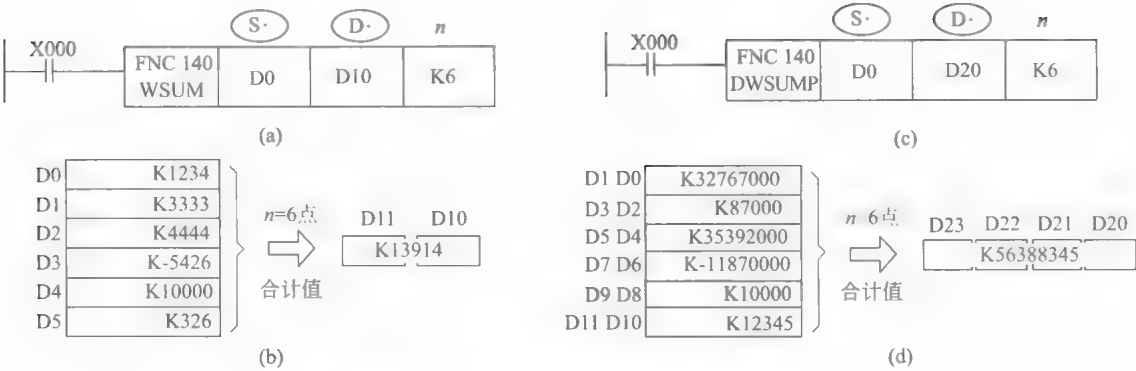 S· D· n
X000
FNC 140
WSUM
D0
D10
K6
(a)
D0 K1234
D1 K3333
D2 K4444
D3 K-5426
D4 K10000
D5 K326
n=6点
合计值
D11 D10
K13914
(b)
S· D· n
X000
FNC 140
DWSUMP
D0
D20
K6
(c)
D1 D0 K32767000
D3 D2 K87000
D5 D4 K35392000
D7 D6 K-11870000
D9 D8 K10000
D11 D10 K12345
n 6点
合计值
D23 D22 D21 D20
K56388345
(d)